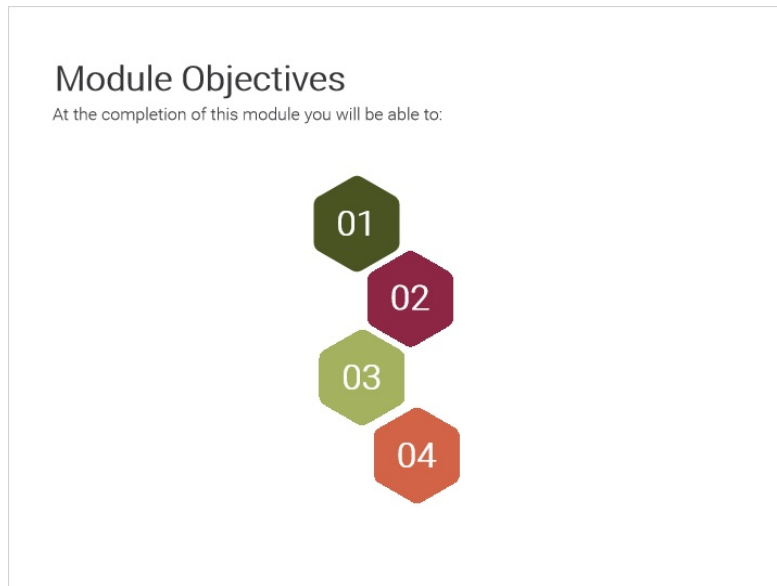 Module Objectives
At the completion of this module you will be able to:
01
02
03
04